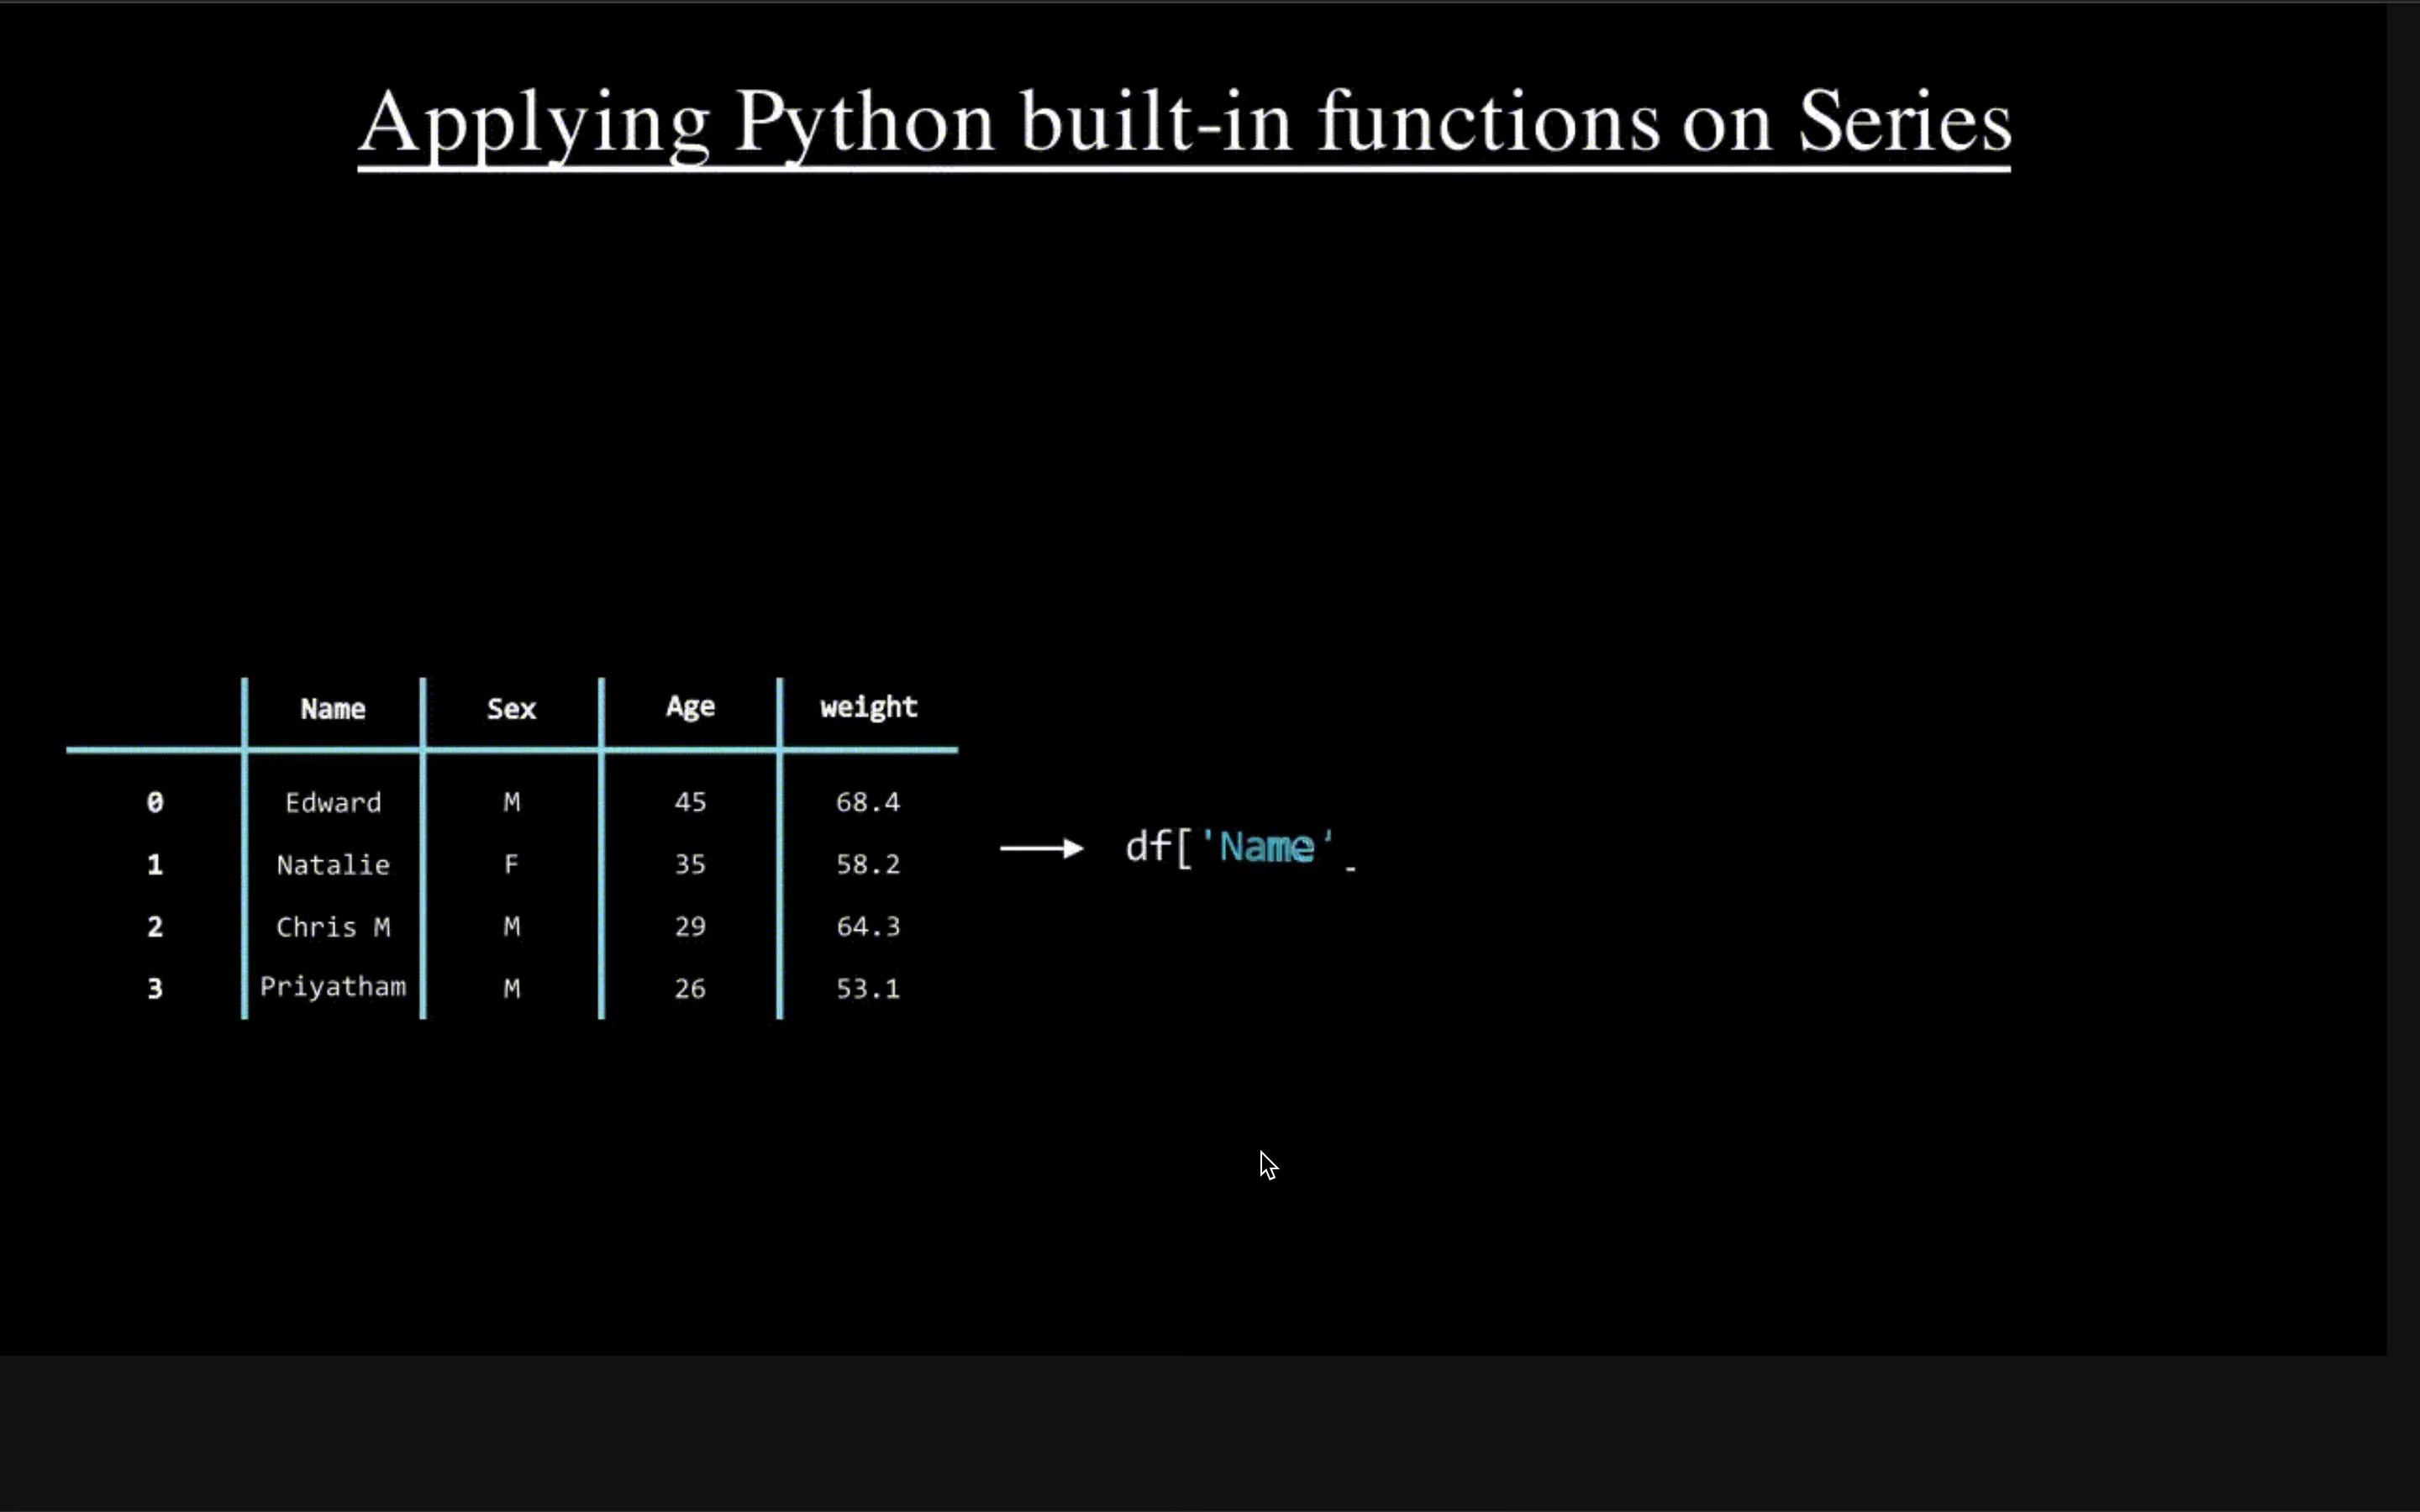 Applying Python built-in functions on Series
Name Sex Age weight
0 Edward M 45 68.4
1 Natalie F 35 58.2
2 Chris M M 29 64.3
3 Priyatham M 26 53.1
df['Name'